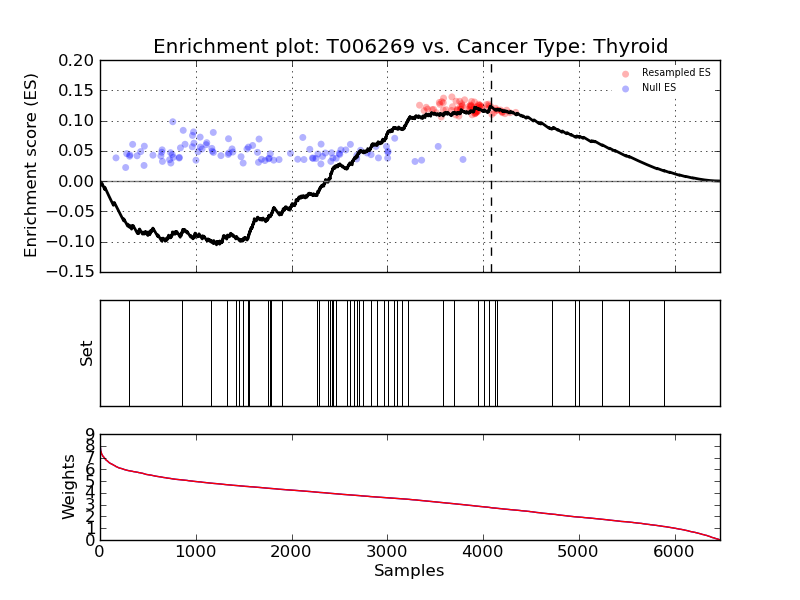 Enrichment plot: T006269 vs. Cancer Type: Thyroid
Enrichment score (ES)
0.20
0.15
0.10
0.05
0.00
−0.05
−0.10
−0.15
Resampled ES
Null ES
Set
Weights
9
8
7
6
5
4
3
2
1
0
0 1000 2000 3000 4000 5000 6000
Samples